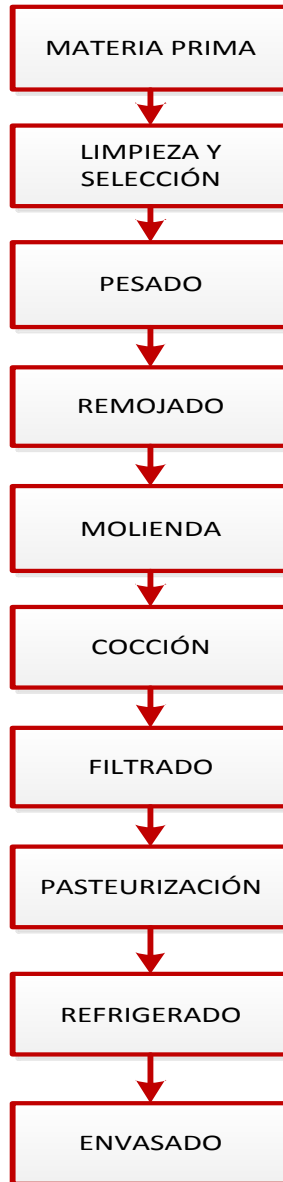 MATERIA PRIMA
LIMPIEZA Y
SELECCIÓN
PESADO
REMOJADO
MOLIENDA
COCCIÓN
FILTRADO
PASTEURIZACIÓN
REFRIGERADO
ENVASADO